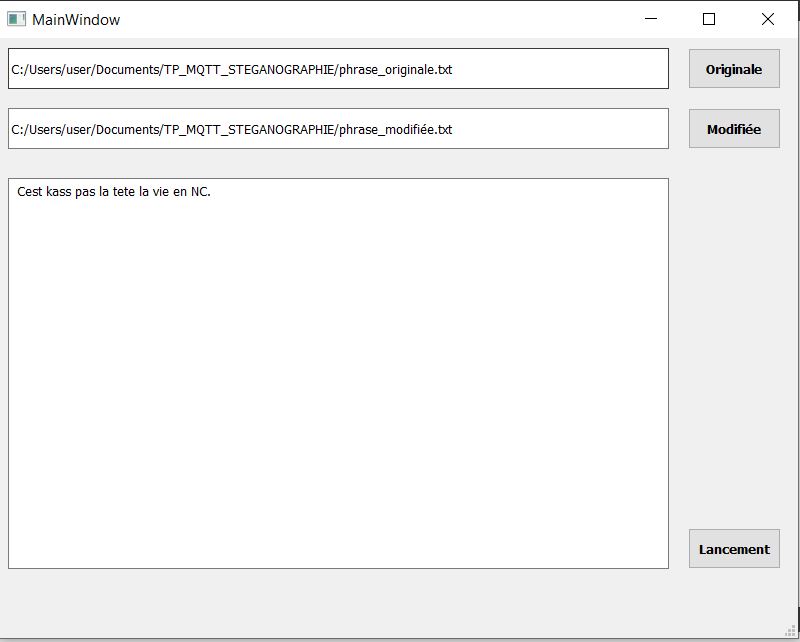 MainWindow
C:/Users/user/Documents/TP_MQTT_STEGANOGRAPHIE/phrase_originale.txt
Originale
C:/Users/user/Documents/TP_MQTT_STEGANOGRAPHIE/phrase_modifiée.txt
Modifiée
Cest kass pas la tete la vie en NC.
Lancement